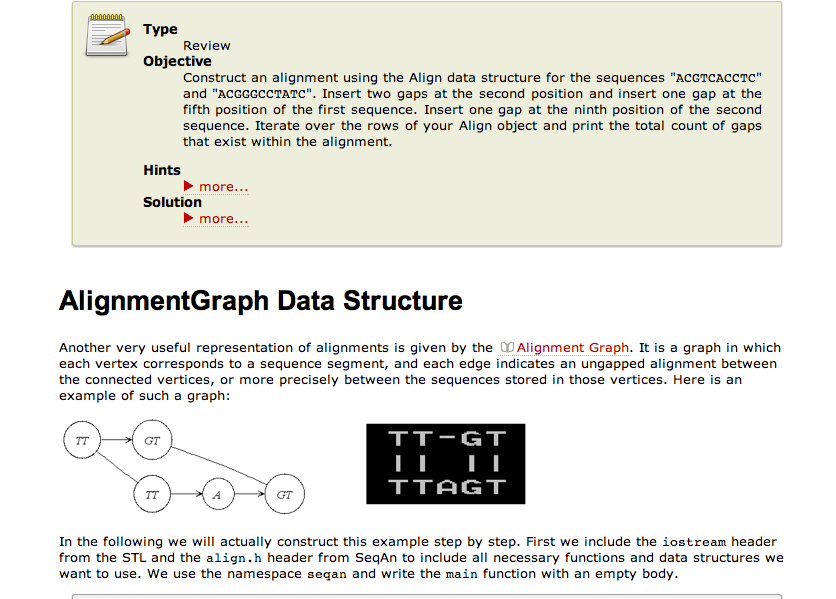 Type
Review
Objective
Construct an alignment using the Align data structure for the sequences "ACGTCACCTC"
and "ACGGGCCTATC". Insert two gaps at the second position and insert one gap at the
fifth position of the first sequence. Insert one gap at the ninth position of the second
sequence. Iterate over the rows of your Align object and print the total count of gaps
that exist within the alignment.
Hints
▶ more...
Solution
▶ more...
AlignmentGraph Data Structure
Another very useful representation of alignments is given by the Alignment Graph. It is a graph in which
each vertex corresponds to a sequence segment, and each edge indicates an ungapped alignment between
the connected vertices, or more precisely between the sequences stored in those vertices. Here is an
example of such a graph:
TT GT
TT A GT
TT-GT
|| ||
TTAGT
In the following we will actually construct this example step by step. First we include the iostream header
from the STL and the align.h header from SeqAn to include all necessary functions and data structures we
want to use. We use the namespace seqan and write the main function with an empty body.